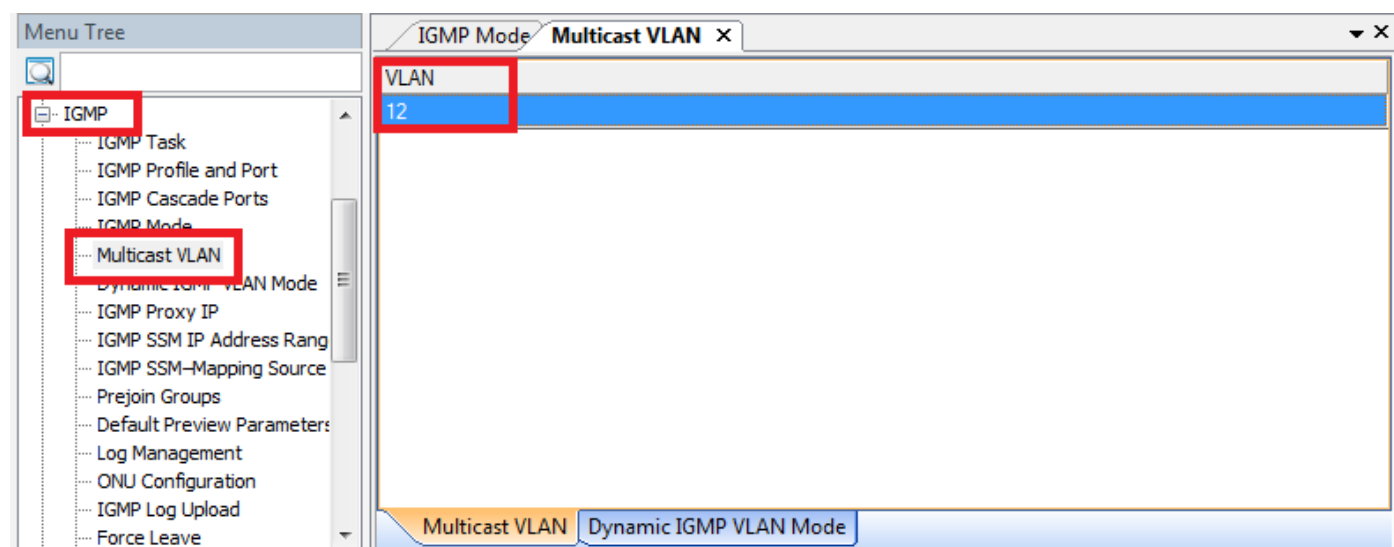 Menu Tree
IGMP
IGMP Task
IGMP Profile and Port
IGMP Cascade Ports
IGMP Mode
Multicast VLAN
Dynamic IGMP VLAN Mode
IGMP Proxy IP
IGMP SSM IP Address Rang
IGMP SSM-Mapping Source
Prejoin Groups
Default Preview Parameters
Log Management
ONU Configuration
IGMP Log Upload
Force Leave
IGMP Mode Multicast VLAN ×
VLAN
12
Multicast VLAN Dynamic IGMP VLAN Mode